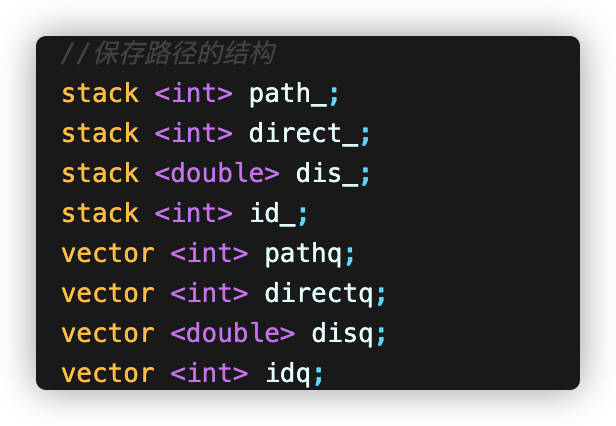 //保存路径的结构
stack <int> path_;
stack <int> direct_;
stack <double> dis_;
stack <int> id_;
vector <int> pathq;
vector <int> directq;
vector <double> disq;
vector <int> idq;